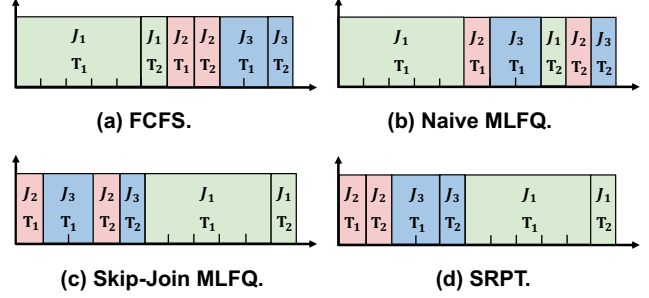 J₁ J₁ J₂ J₂ J₃ J₃
T₁ T₂ T₁ T₂ T₁ T₂
(a) FCFS.
J₁ J₂ J₃ J₁ J₂ J₃
T₁ T₁ T₁ T₂ T₂ T₂
(b) Naive MLFQ.
J₂ J₃ J₂ J₃ J₁ J₁
T₁ T₁ T₂ T₂ T₁ T₂
(c) Skip-Join MLFQ.
J₂ J₂ J₃ J₃ J₁ J₁
T₁ T₂ T₁ T₂ T₁ T₂
(d) SRPT.